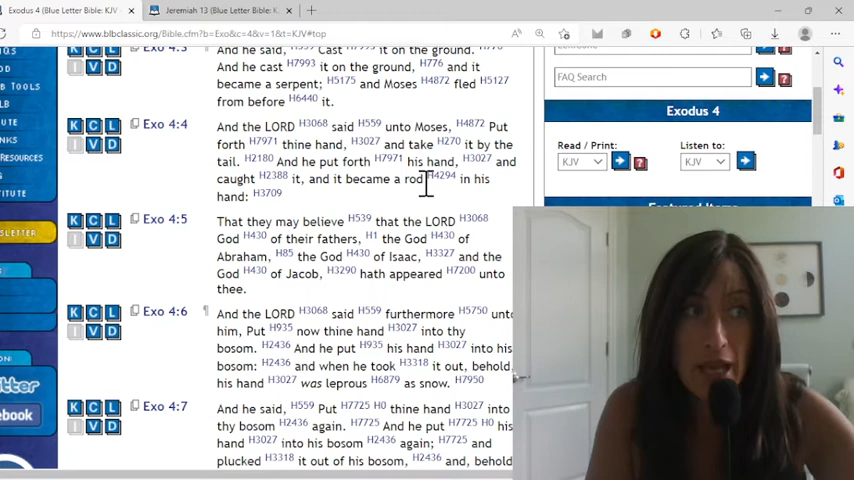 Exodus 4 (Blue Letter Bible: KJV -
Jeremiah 13 (Blue Letter Bible: K
https://www.blbclassic.org/Bible.cfm?b=Exo&c=4&v=1&t=KJV#top
B TOOLS
LB
UTE
NKS
RESOURCES
TITUTE
SLETTER
ON!
itter
ebook
Exo 4:3
And he said, H559 Cast H7993 it on the ground. H776
And he cast H7993 it on the ground, H776 and it
became a serpent; H5175 and Moses H4872 fled H5127
from before H6440 it.
K C L
I V D
Exo 4:4
And the LORD H3068 said H559 unto Moses, H4872 Put
forth H7971 thine hand, H3027 and take H270 it by the
tail. H2180 And he put forth H7971 his hand, H3027 and
caught H2388 it, and it became a rod H4294 in his
hand: H3709
K C L
I V D
Exo 4:5
That they may believe H539 that the LORD H3068
God H430 of their fathers, H1 the God H430 of
Abraham, H85 the God H430 of Isaac, H3327 and the
God H430 of Jacob, H3290 hath appeared H7200 unto
thee.
K C L
I V D
Exo 4:6
¶
And the LORD H3068 said H559 furthermore H5750 unto
him, Put H935 now thine hand H3027 into thy
bosom. H2436 And he put H935 his hand H3027 into his
bosom: H2436 and when he took H3318 it out, behold,
his hand H3027 was leprous H6879 as snow. H7950
K C L
I V D
Exo 4:7
And he said, H559 Put H7725 H0 thine hand H3027 into
thy bosom H2436 again. H7725 And he put H7725 H0 his
hand H3027 into his bosom H2436 again; H7725 and
plucked H3318 it out of his bosom, H2436 and, behold
K C L
I V D
FAQ Search
Exodus 4
Read / Print:
Listen to:
KJV
KJV
Featured Items